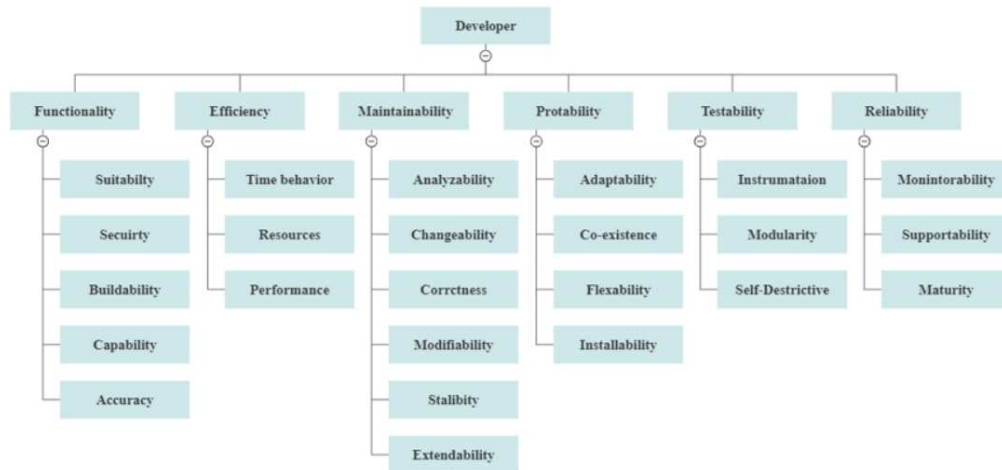 Developer
Functionality
Efficiency
Maintainability
Protability
Testability
Reliability
Suitabilty
Time behavior
Analyzability
Adaptability
Instrumataion
Monintorability
Secuirty
Resources
Changeability
Co-existence
Modularity
Supportability
Buildability
Performance
Corrctness
Flexability
Self-Destrictive
Maturity
Capability
Modifiability
Installability
Accuracy
Stalibity
Extendability